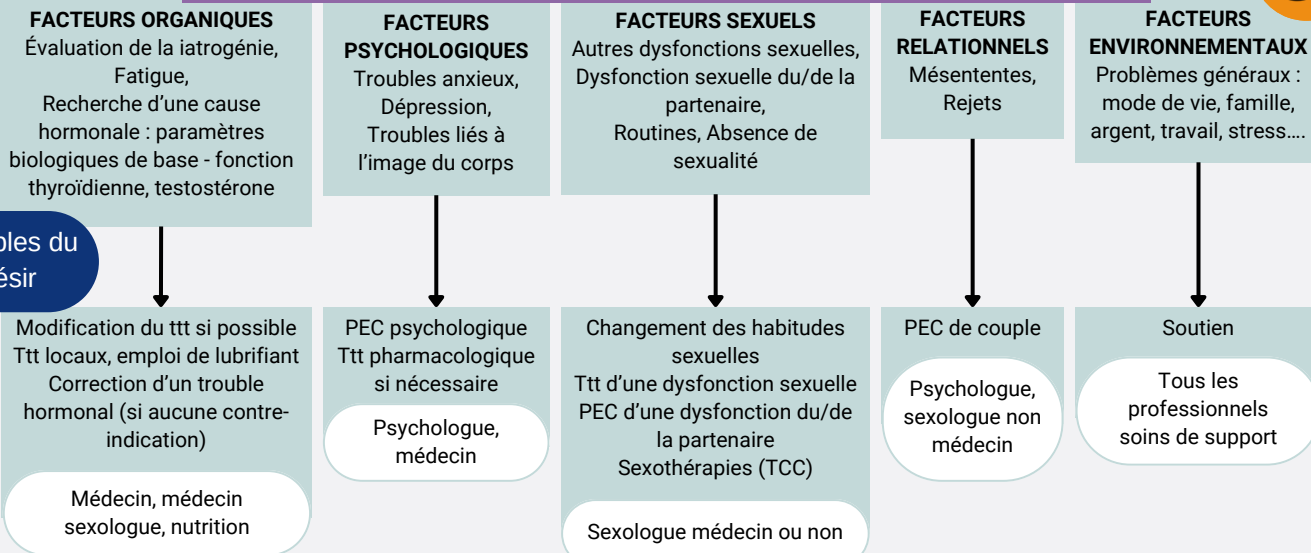 FACTEURS ORGANIQUES
Évaluation de la iatrogénie,
Fatigue,
Recherche d'une cause
hormonale : paramètres
biologiques de base - fonction
thyroïdienne, testostérone
FACTEURS
PSYCHOLOGIQUES
Troubles anxieux,
Dépression,
Troubles liés à
l'image du corps
FACTEURS SEXUELS
Autres dysfonctions sexuelles,
Dysfonction sexuelle du/de la
partenaire,
Routines, Absence de
sexualité
FACTEURS
RELATIONNELS
Mésententes,
Rejets
FACTEURS
ENVIRONNEMENTAUX
Problèmes généraux :
mode de vie, famille,
argent, travail, stress....
bles du
ésir
Modification du ttt si possible
Ttt locaux, emploi de lubrifiant
Correction d'un trouble
hormonal (si aucune contre-
indication)
Médecin, médecin
sexologue, nutrition
PEC psychologique
Ttt pharmacologique
si nécessaire
Psychologue,
médecin
Changement des habitudes
sexuelles
Ttt d'une dysfonction sexuelle
PEC d'une dysfonction du/de
la partenaire
Sexothérapies (TCC)
Sexologue médecin ou non
PEC de couple
Psychologue,
sexologue non
médecin
Soutien
Tous les
professionnels
soins de support